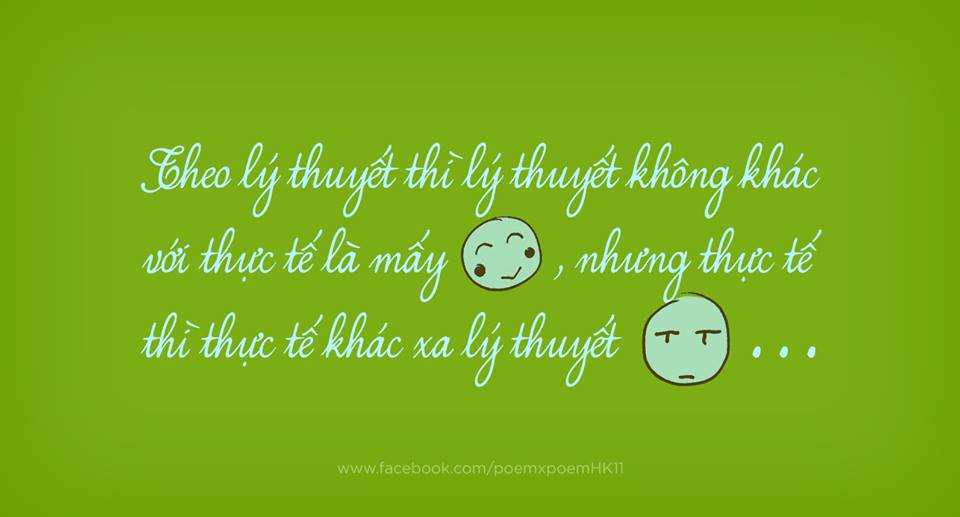 Theo lý thuyết thì lý thuyết không khác
với thực tế là mấy , nhưng thực tế
thì thực tế khác xa lý thuyết ...
www.facebook.com/poemxpoemHK11